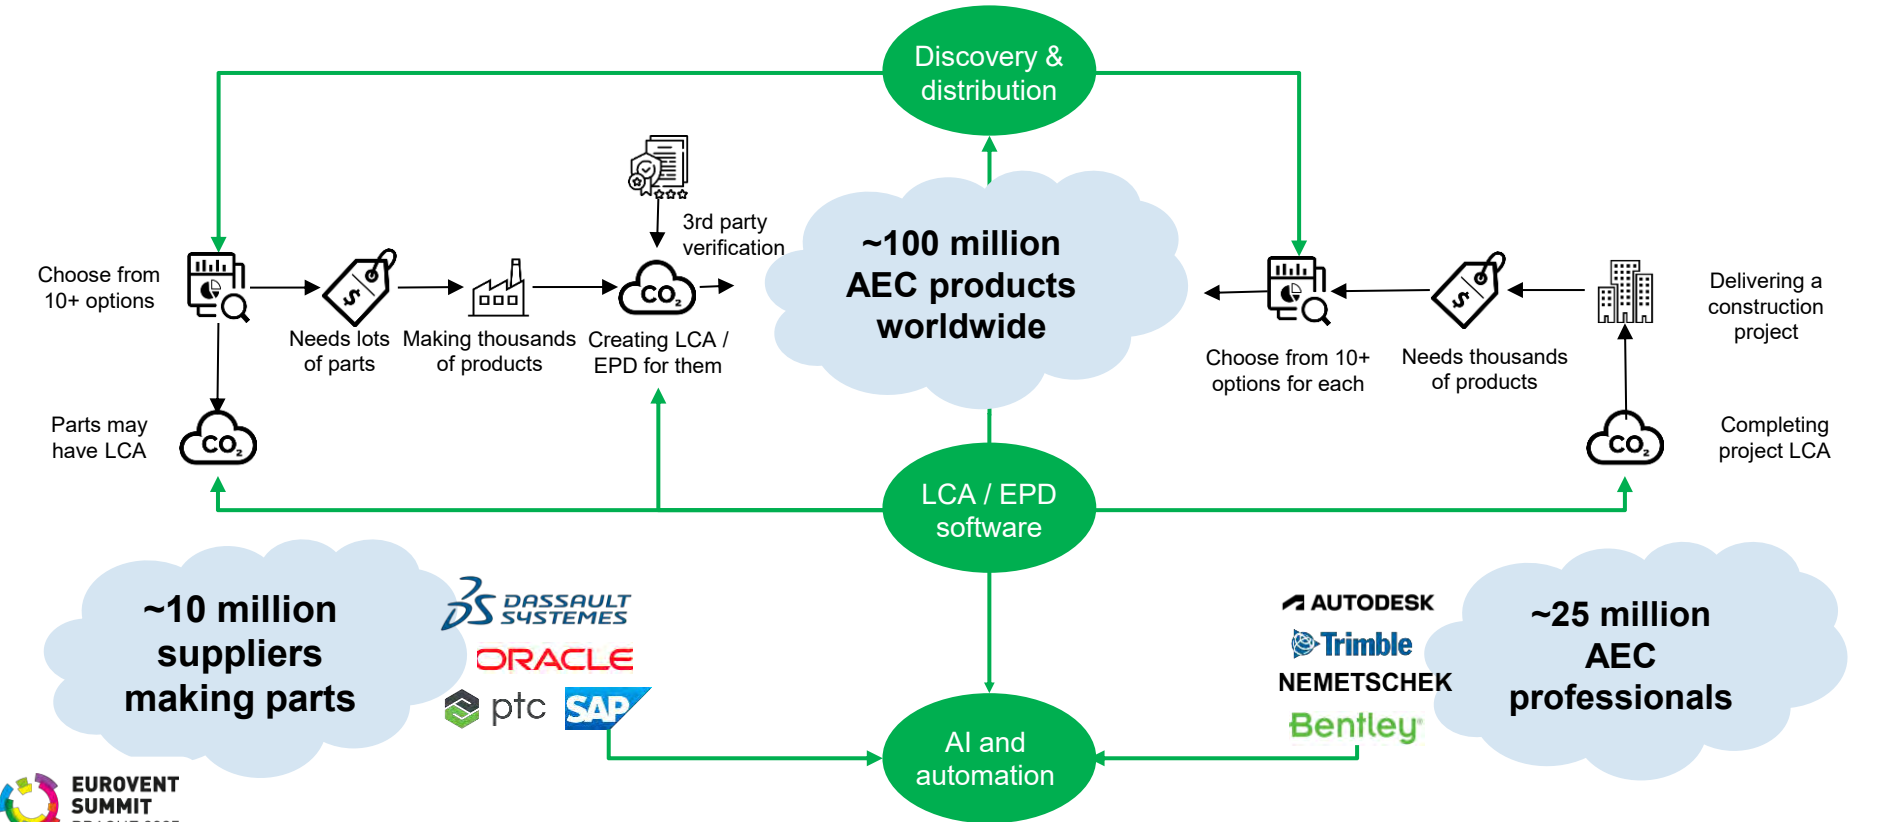 Discovery &
distribution
3rd party
verification
~100 million
AEC products
worldwide
Choose from
10+ options
$
CO₂
Needs lots
of parts
Making thousands
of products
Creating LCA /
EPD for them
Parts may
have LCA
CO₂
$
Choose from 10+
options for each
Needs thousands
of products
Delivering a
construction
project
CO₂
Completing
project LCA
LCA / EPD
software
~10 million
suppliers
making parts
DASSAULT
SYSTEMES
ORACLE
ptc
SAP
AUTODESK
Trimble
NEMETSCHEK
Bentley
~25 million
AEC
professionals
AI and
automation
EUROVENT
SUMMIT